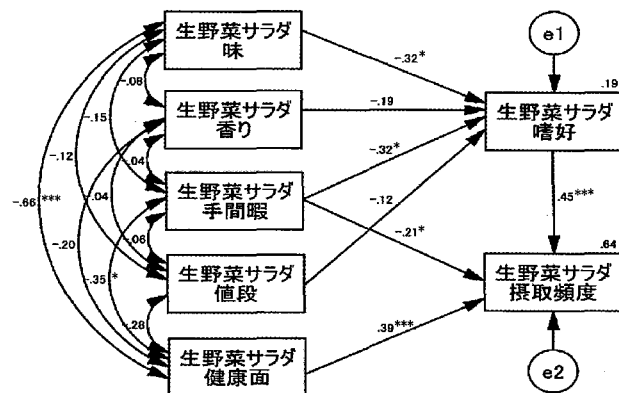 生野菜サラダ
味
生野菜サラダ
香り
生野菜サラダ
手間暇
生野菜サラダ
値段
生野菜サラダ
健康面
e1
.19
生野菜サラダ
嗜好
.64
生野菜サラダ
摂取頻度
e2
-.32*
-.19
-.32*
-.12
-.21*
.39***
.45***
-.08
-.15
-.04
-.12
-.04
-.66***
-.20
-.06
-.35*
-.28